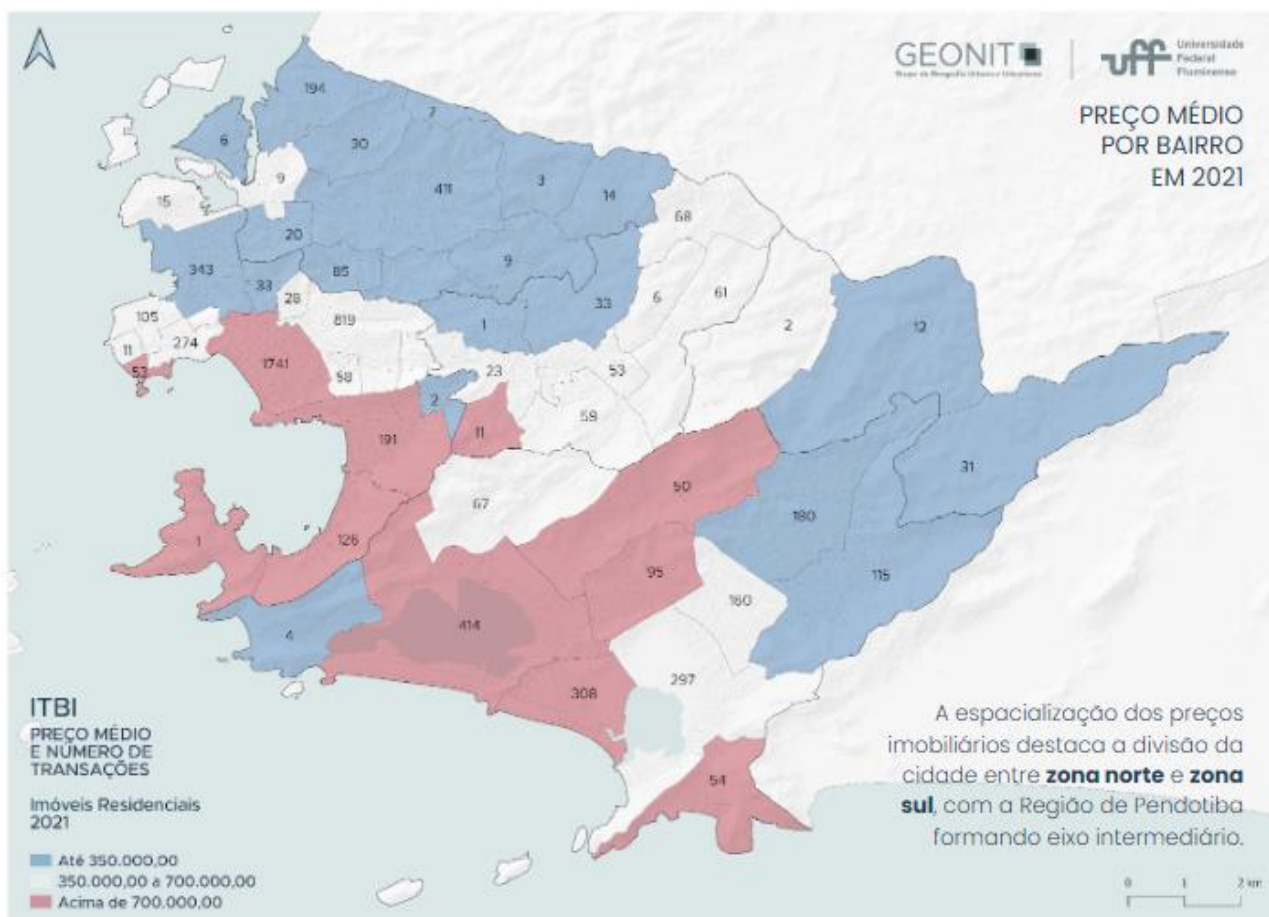 GEONIT
uff Universidade
Federal
Fluminense
PREÇO MÉDIO
POR BAIRRO
EM 2021
194
7
6
30
9
411
3
14
15
68
20
343
85
9
33
28
33
6
61
105
819
1
2
12
11
274
53
1741
58
23
53
2
59
191
11
31
50
67
180
1
126
95
115
160
4
414
297
308
54
ITBI
PREÇO MÉDIO
E NÚMERO DE
TRANSAÇÕES
Imóveis Residenciais
2021
Até 350.000,00
350.000,00 a 700.000,00
Acima de 700.000,00
A espacialização dos preços
imobiliários destaca a divisão da
cidade entre zona norte e zona
sul, com a Região de Pendotiba
formando eixo intermediário.
0 1 2 km